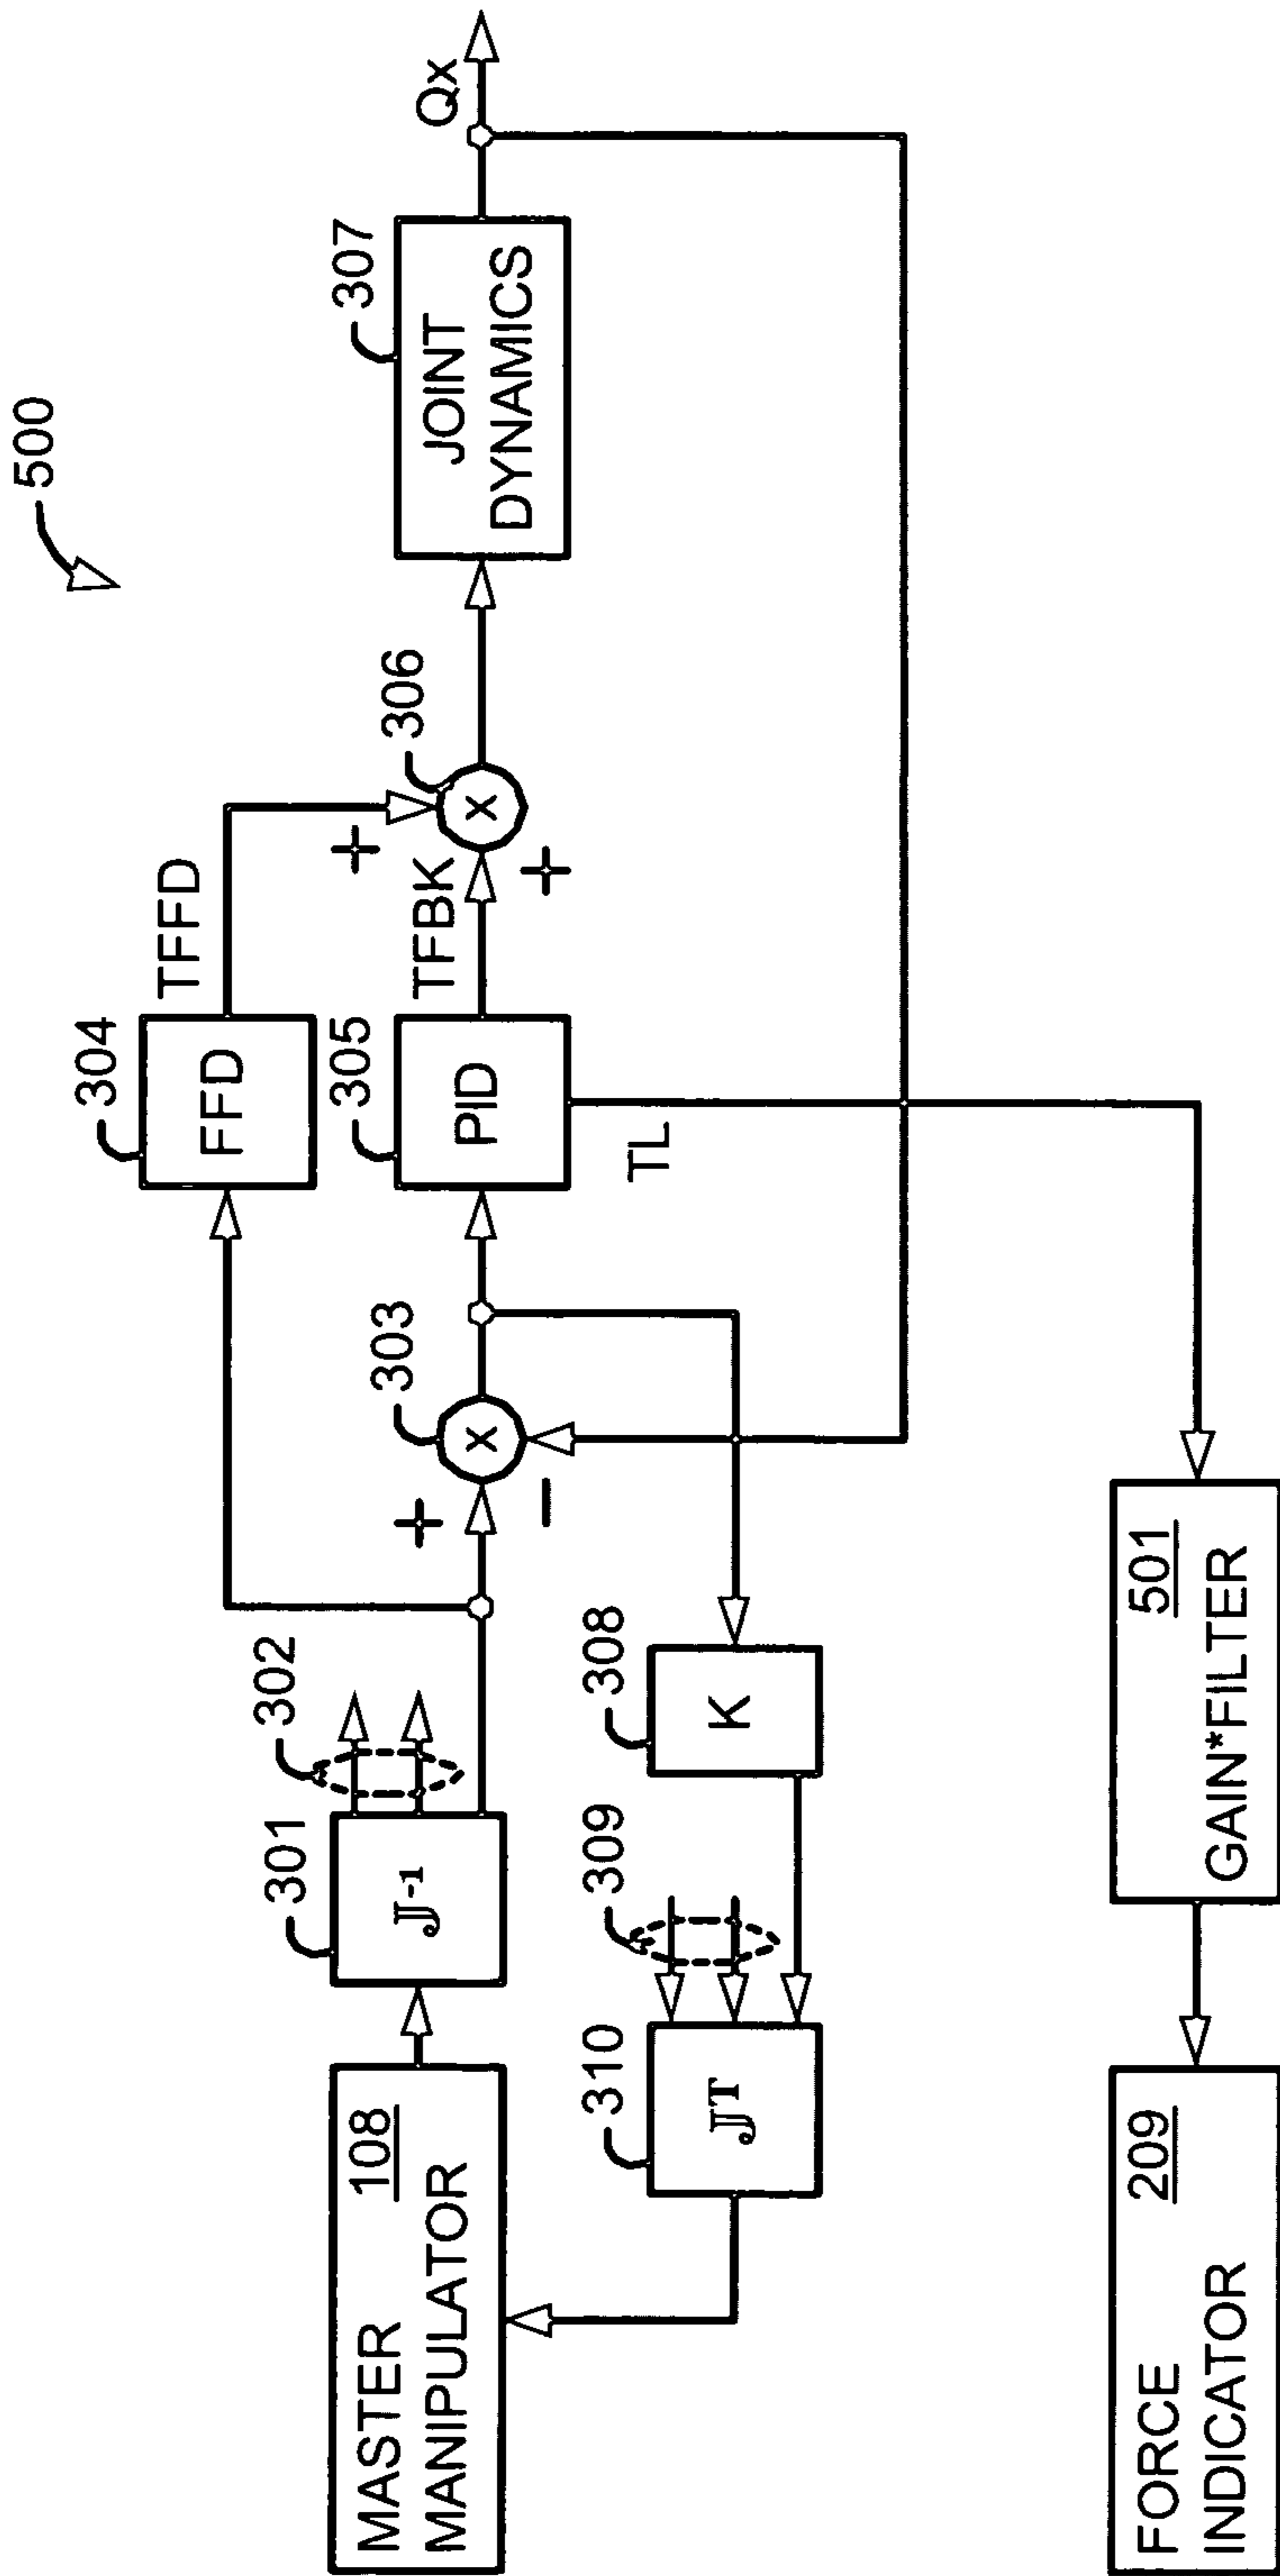 500
304
TFFD
FFD
302
303
305
306
307
Qx
301
+
+
PID
TFBK
JOINT
DYNAMICS
𝕁-1
x
x
−
+
TL
MASTER
108
MANIPULATOR
310
309
308
𝕁T
K
FORCE
209
INDICATOR
501
GAIN*FILTER